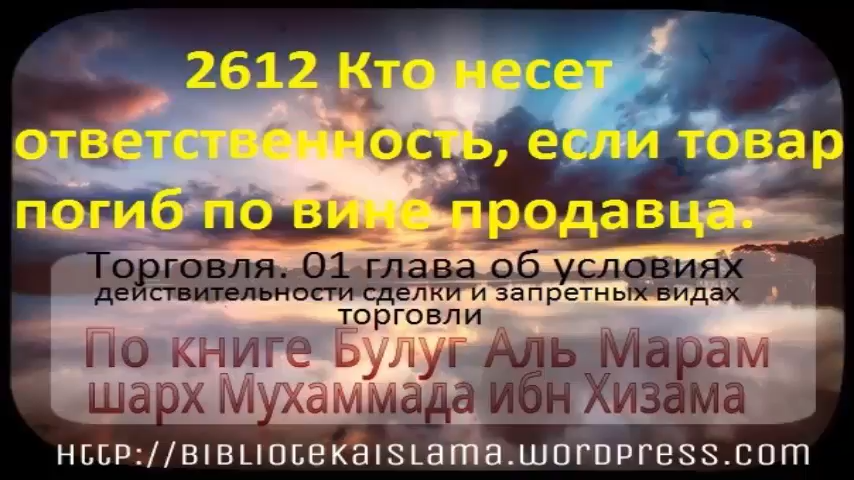 2612 Кто несет
ответственность, если товар
погиб по вине продавца.
Торговля. 01 глава об условиях
действительности сделки и запретных видах
торговли
По книге Булуг Аль Марам
шарх Мухаммада ибн Хизама
http://bibliotekaislama.wordpress.com